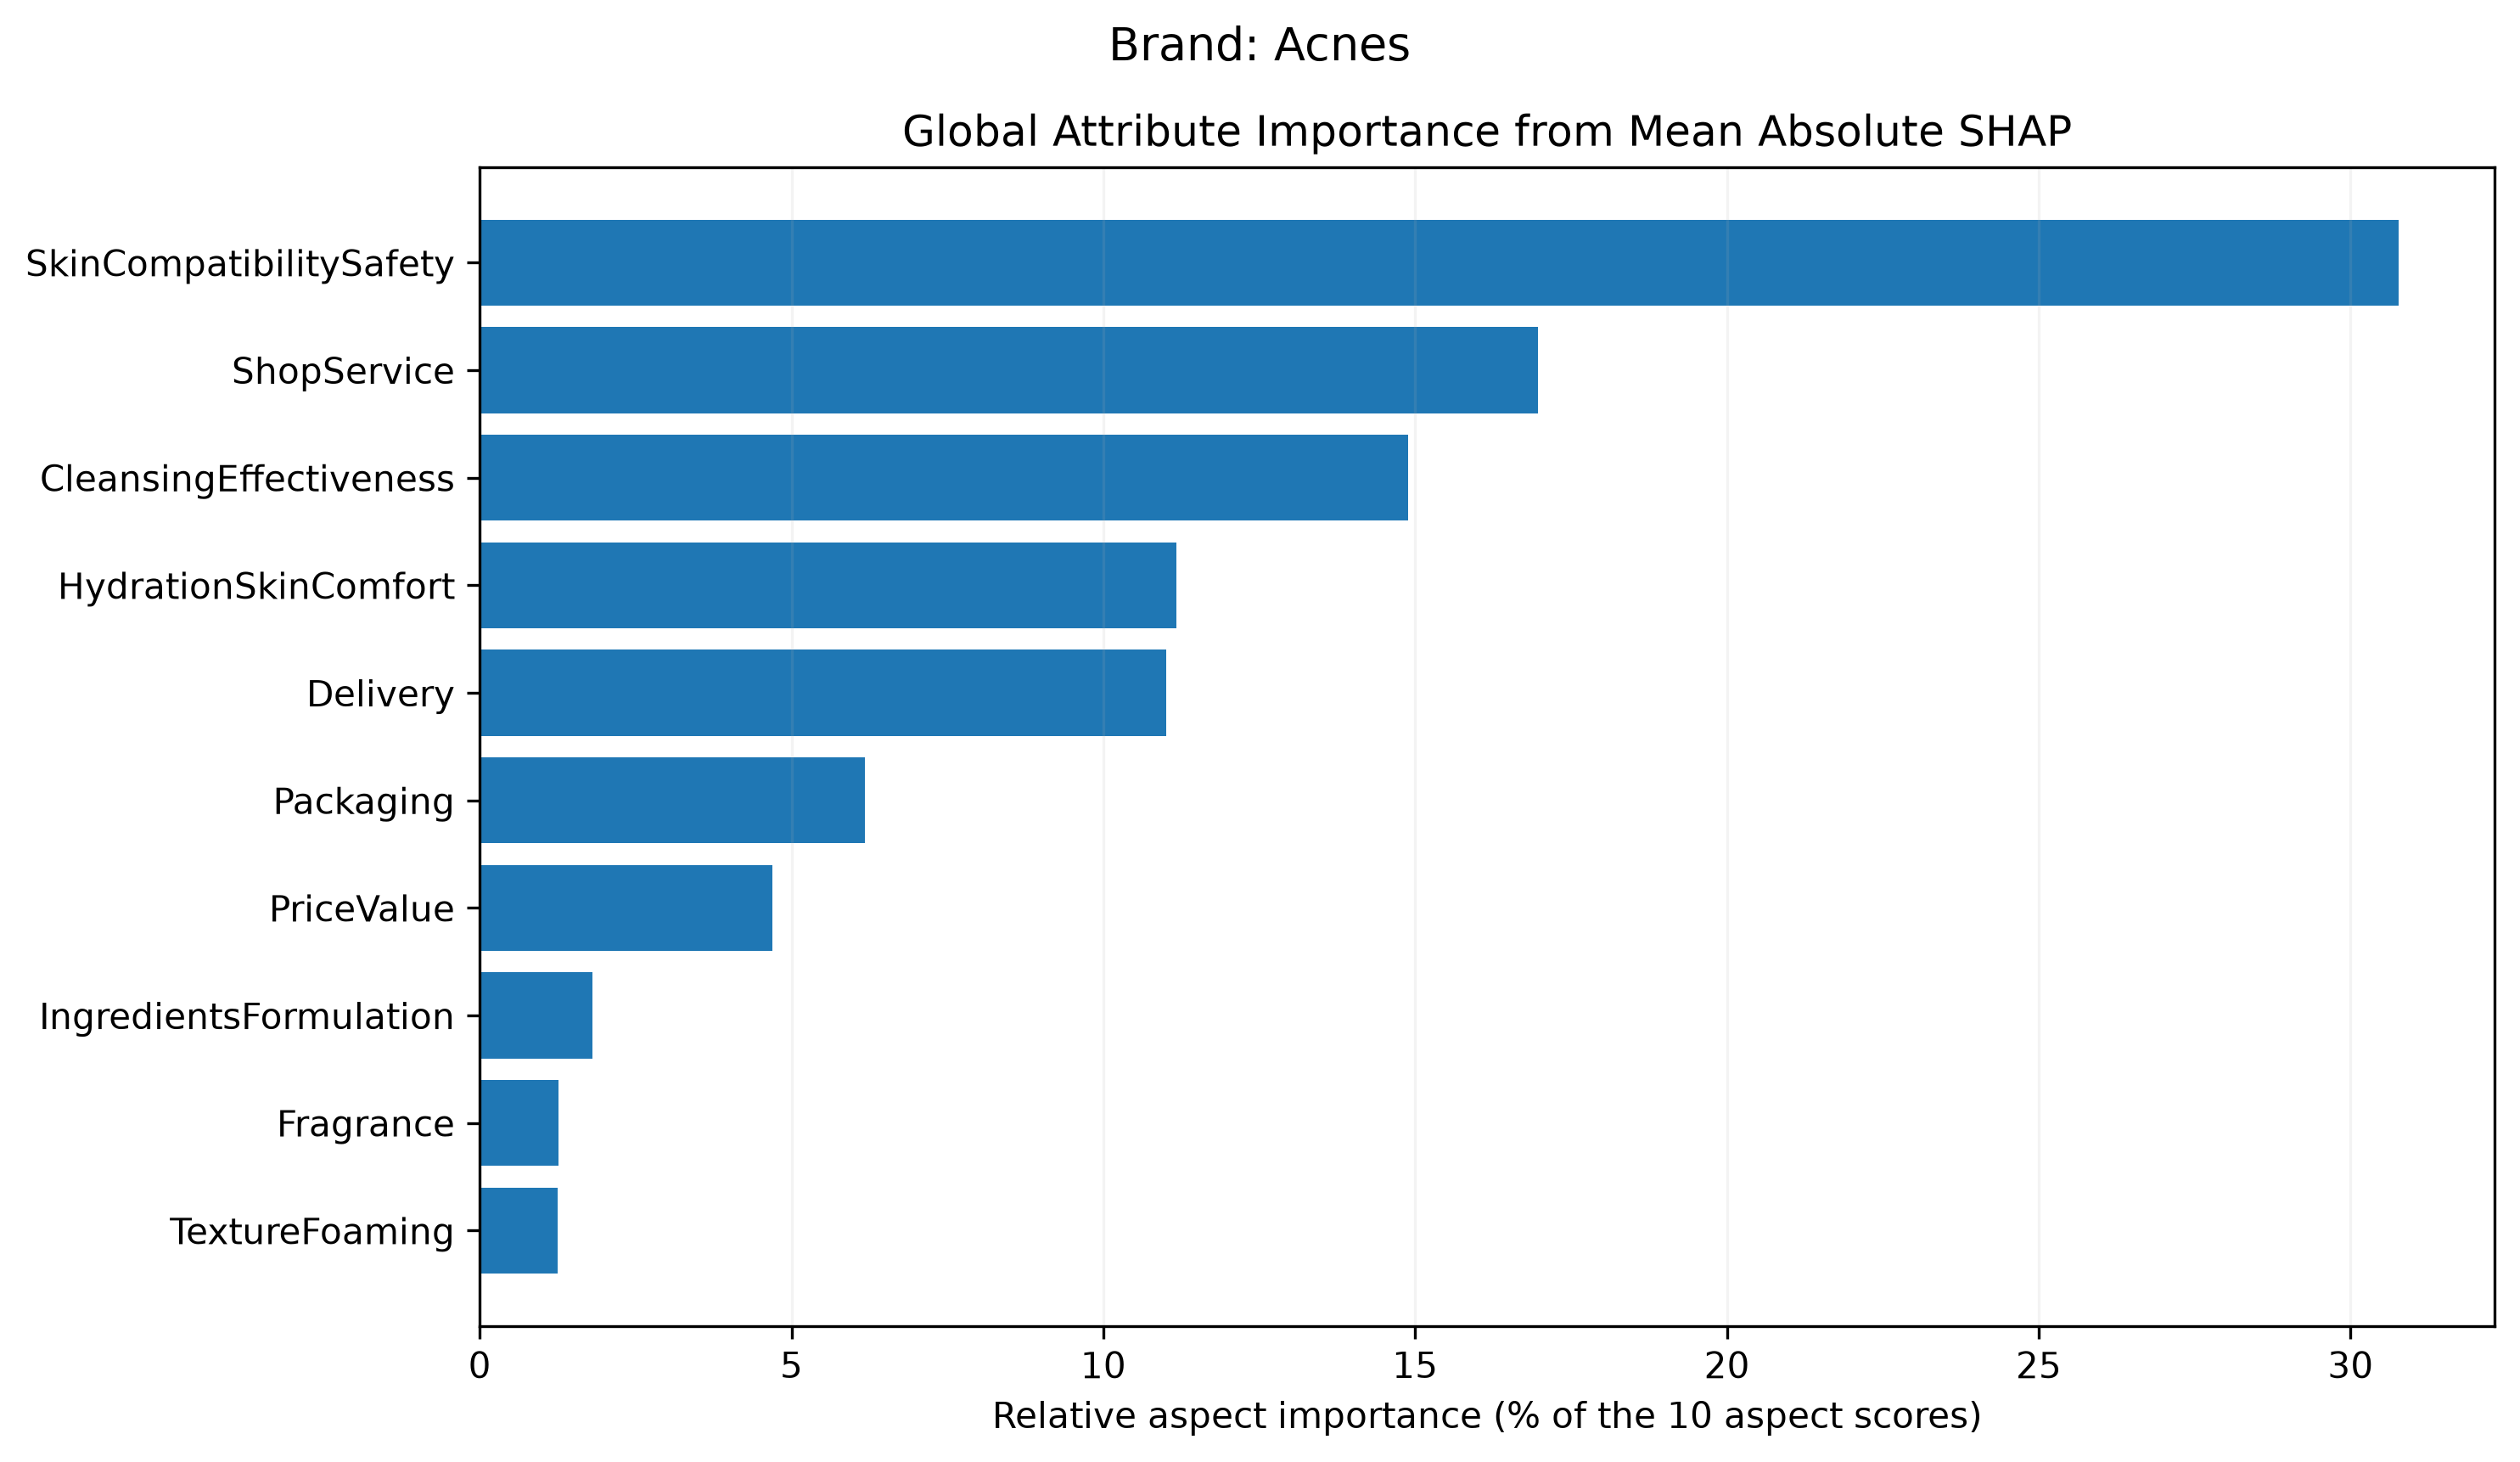 Brand: Acnes
Global Attribute Importance from Mean Absolute SHAP
SkinCompatibilitySafety
ShopService
CleansingEffectiveness
HydrationSkinComfort
Delivery
Packaging
PriceValue
IngredientsFormulation
Fragrance
TextureFoaming
0 5 10 15 20 25 30
Relative aspect importance (% of the 10 aspect scores)